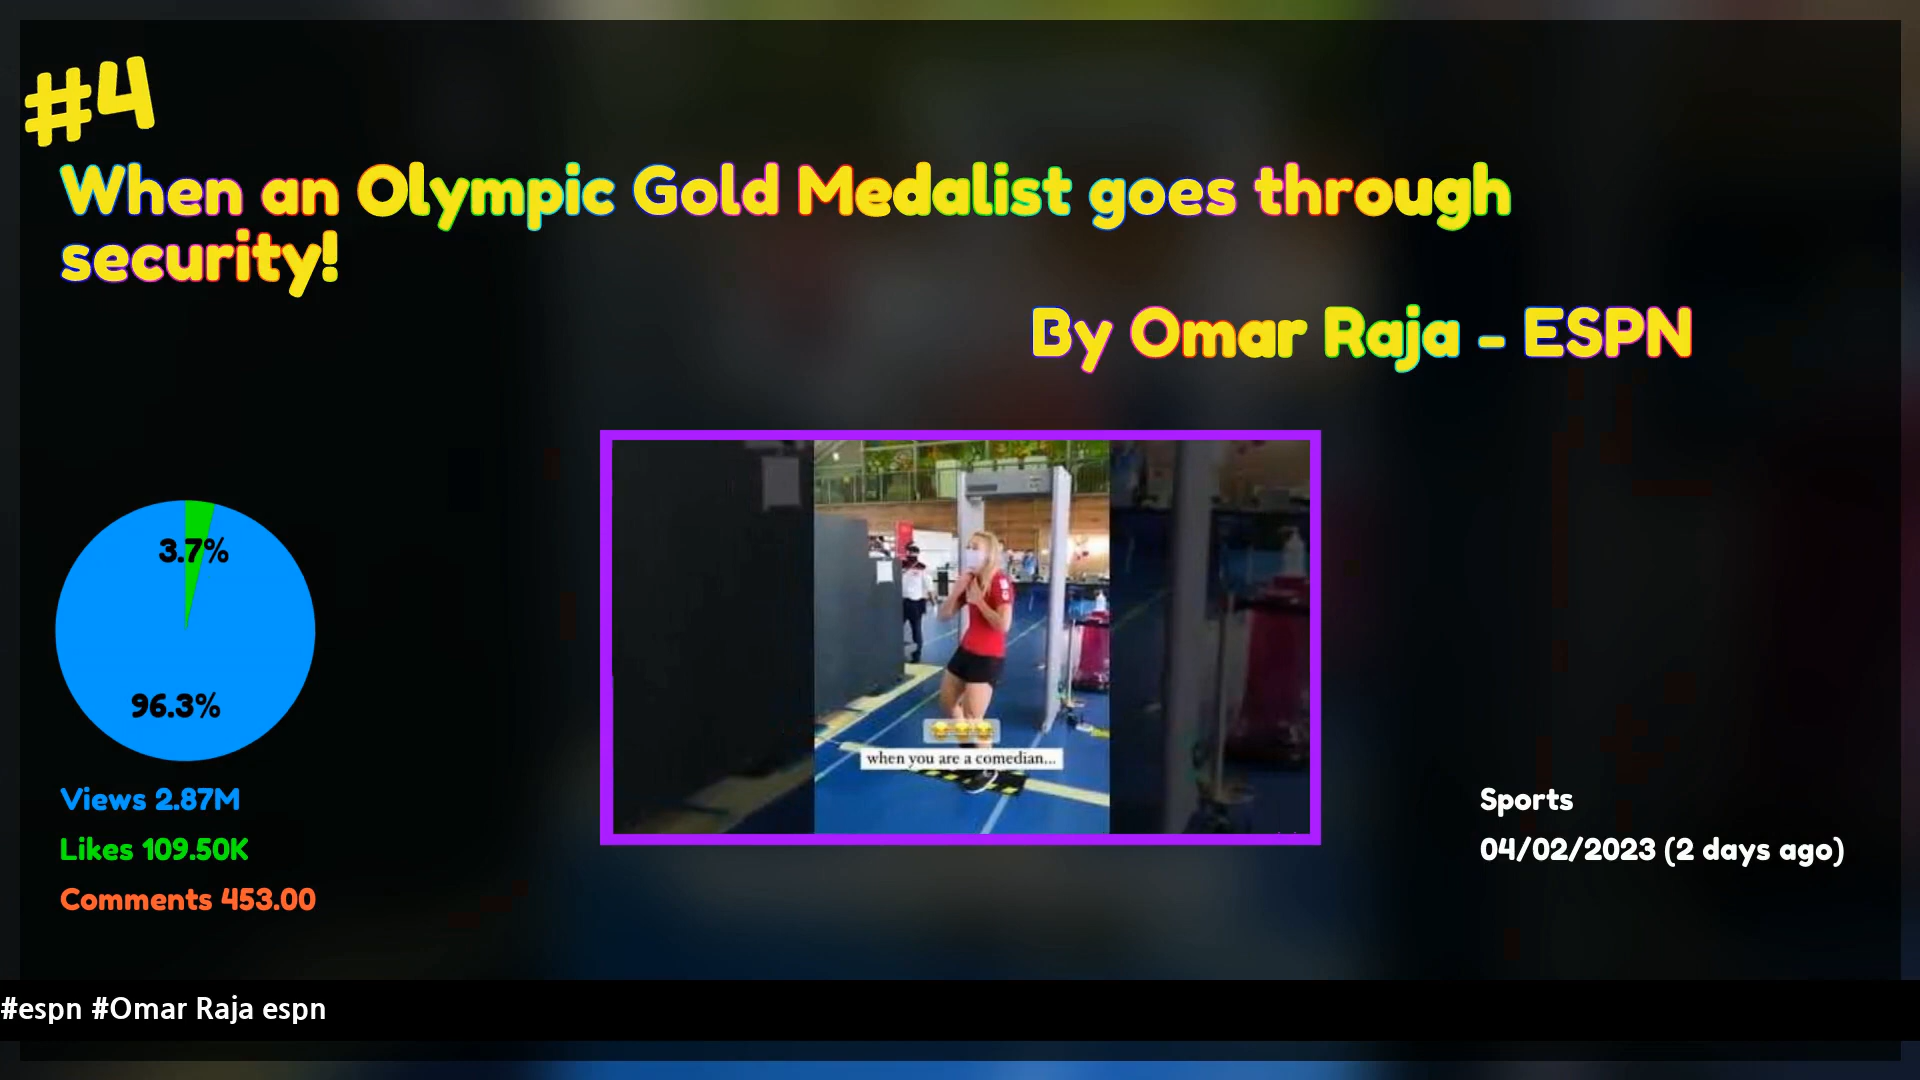 #4
When an Olympic Gold Medalist goes through
security!
By Omar Raja - ESPN
3.7%
96.3%
when you are a comedian...
Views 2.87M
Likes 109.50K
Comments 453.00
Sports
04/02/2023 (2 days ago)
#espn #Omar Raja espn